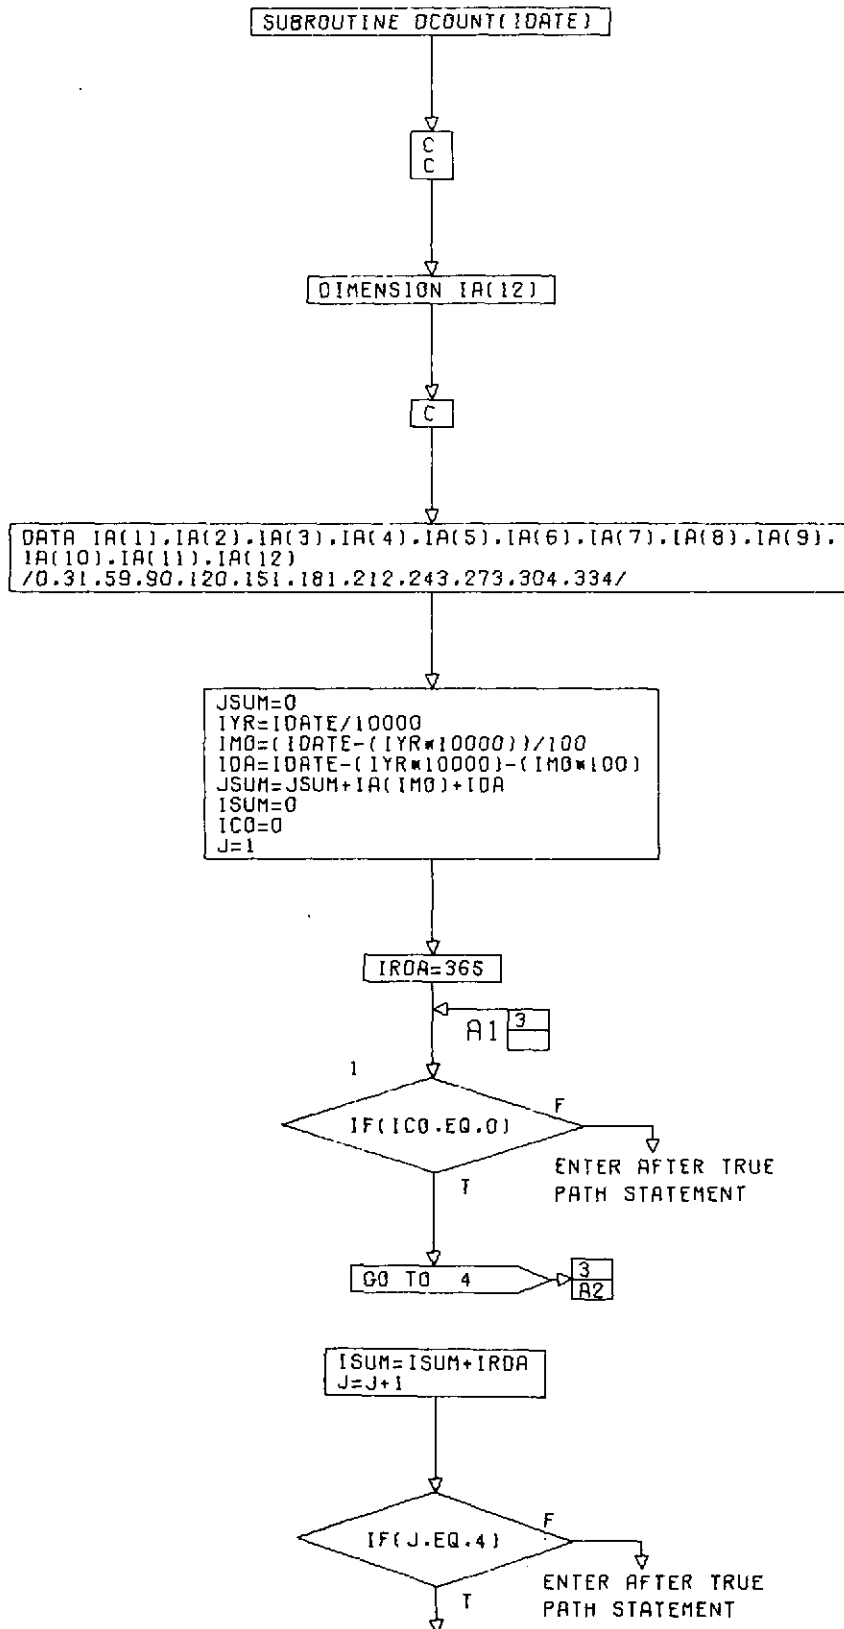 SUBROUTINE DCOUNT(IDATE)
C
C
DIMENSION IA(12)
C
DATA IA(1).IA(2).IA(3).IA(4).IA(5).IA(6).IA(7).IA(8).IA(9).
IA(10).IA(11).IA(12)
/0.31.59.90.120.151.181.212.243.273.304.334/
JSUM=0
IYR=IDATE/10000
IMO=(IDATE-(IYR*10000))/100
IDA=IDATE-(IYR*10000)-(IMO*100)
JSUM=JSUM+IA(IMO)+IDA
ISUM=0
ICO=0
J=1
IRDA=365
A1 3
1
IF(ICO.EQ.0)
F
ENTER AFTER TRUE
PATH STATEMENT
T
GO TO 4
3
A2
ISUM=ISUM+IRDA
J=J+1
IF(J.EQ.4)
F
ENTER AFTER TRUE
PATH STATEMENT
T